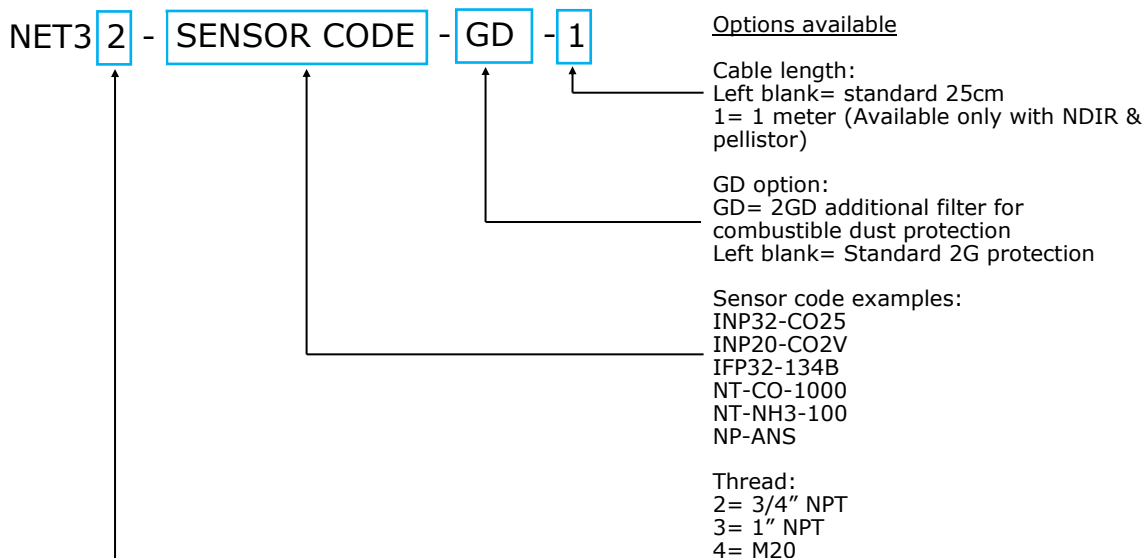 NET3 2 - SENSOR CODE - GD - 1
Options available
Cable length:
Left blank= standard 25cm
1= 1 meter (Available only with NDIR &
pellistor)
GD option:
GD= 2GD additional filter for
combustible dust protection
Left blank= Standard 2G protection
Sensor code examples:
INP32-CO25
INP20-CO2V
IFP32-134B
NT-CO-1000
NT-NH3-100
NP-ANS
Thread:
2= 3/4” NPT
3= 1” NPT
4= M20